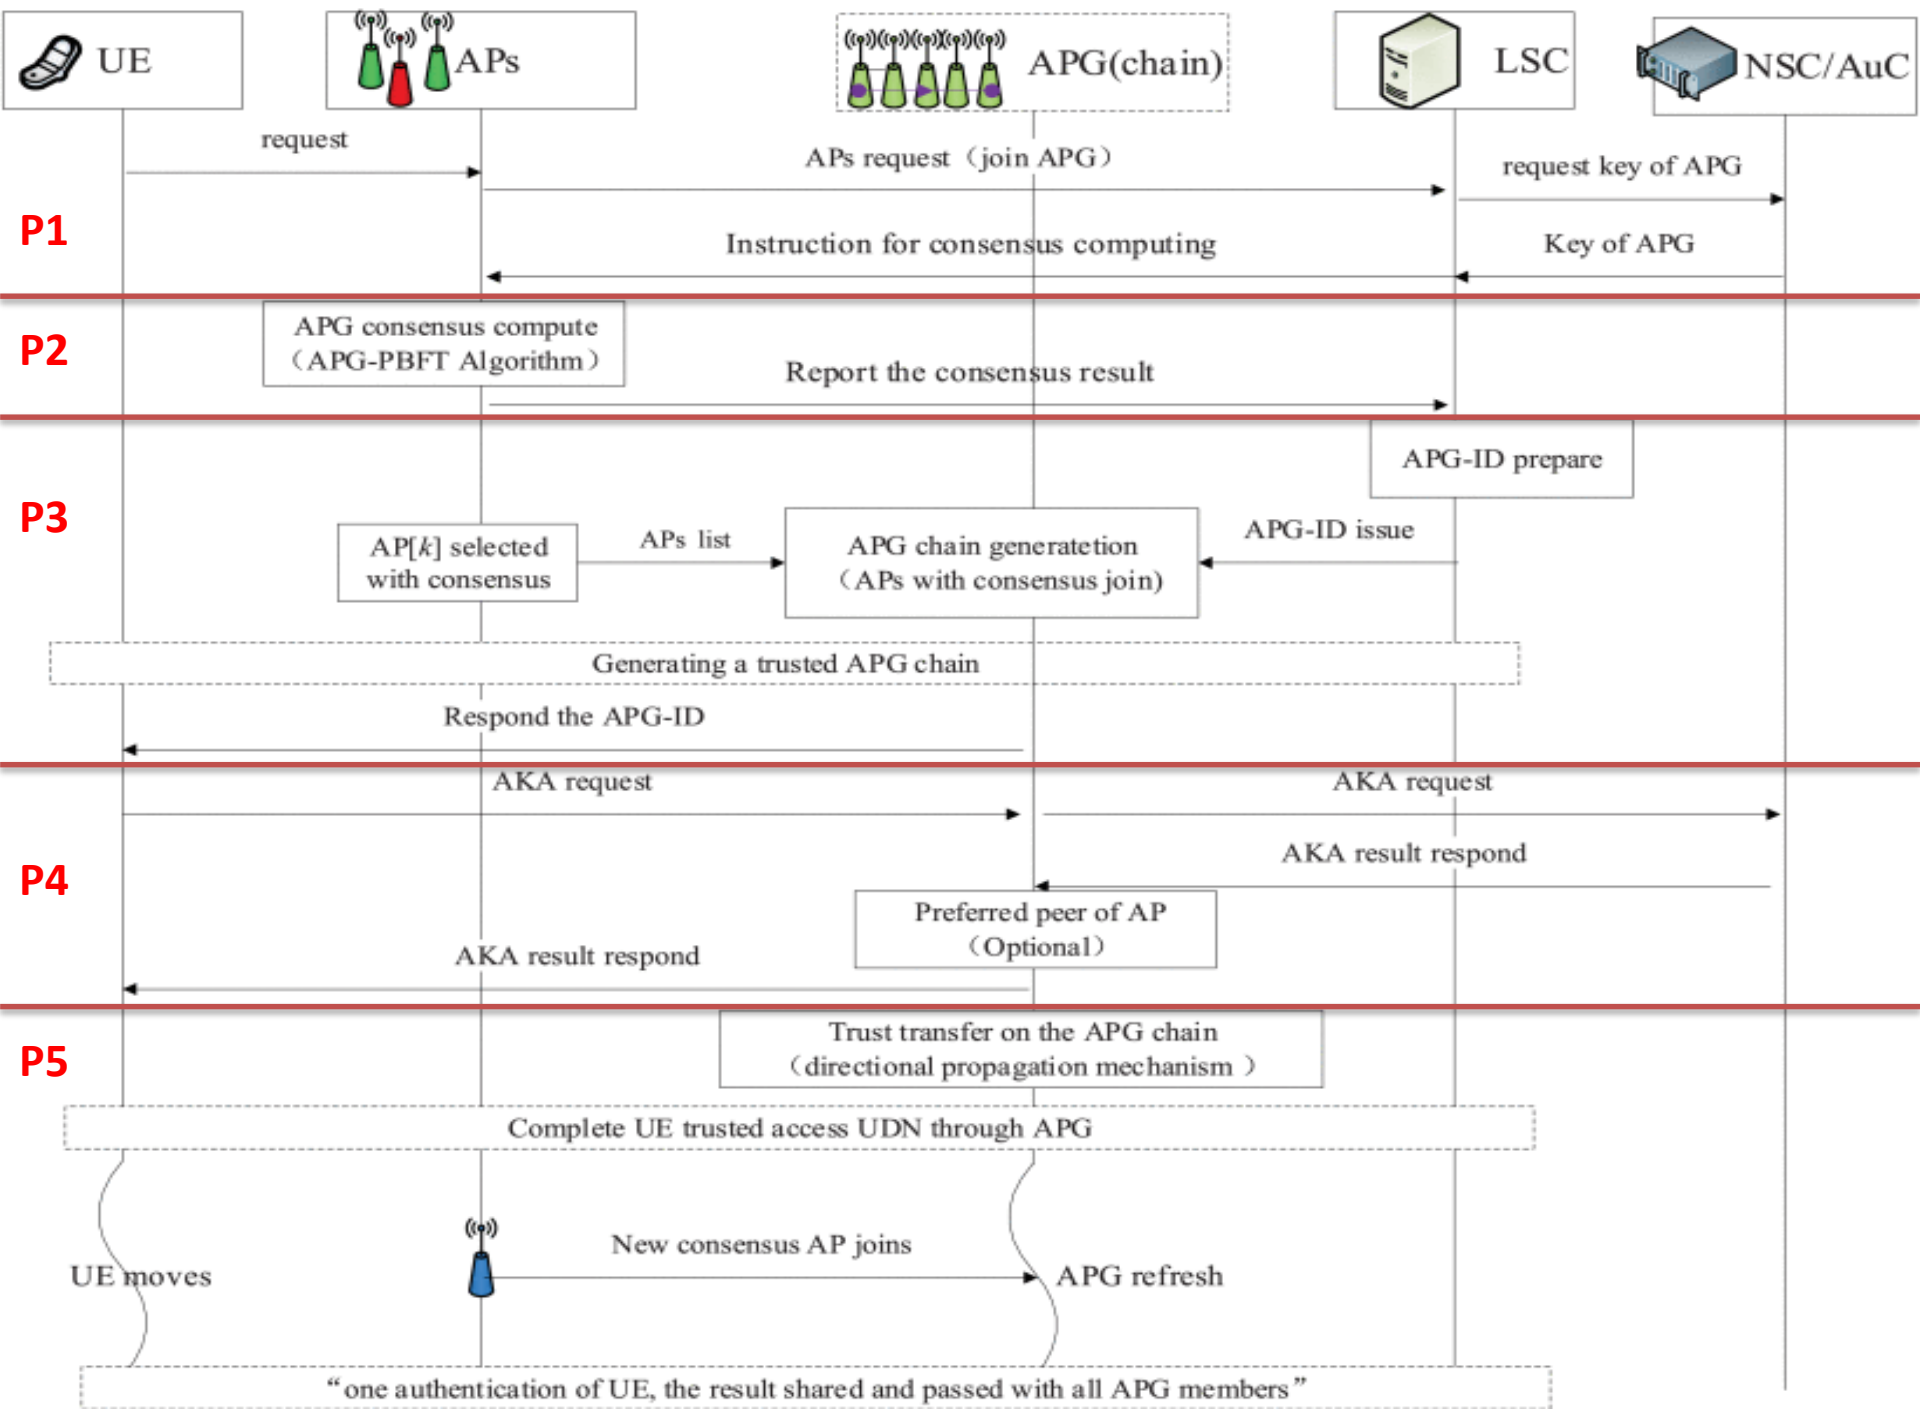 UE
APs
APG(chain)
LSC
NSC/AuC
request
APs request（join APG）
request key of APG
P1
Instruction for consensus computing
Key of APG
P2
APG consensus compute
（APG-PBFT Algorithm）
Report the consensus result
APG-ID prepare
P3
AP[k] selected
with consensus
APs list
APG chain generatetion
（APs with consensus join)
APG-ID issue
Generating a trusted APG chain
Respond the APG-ID
AKA request
AKA request
P4
AKA result respond
Preferred peer of AP
（Optional）
AKA result respond
P5
Trust transfer on the APG chain
（directional propagation mechanism ）
Complete UE trusted access UDN through APG
New consensus AP joins
UE moves
APG refresh
“one authentication of UE, the result shared and passed with all APG members”